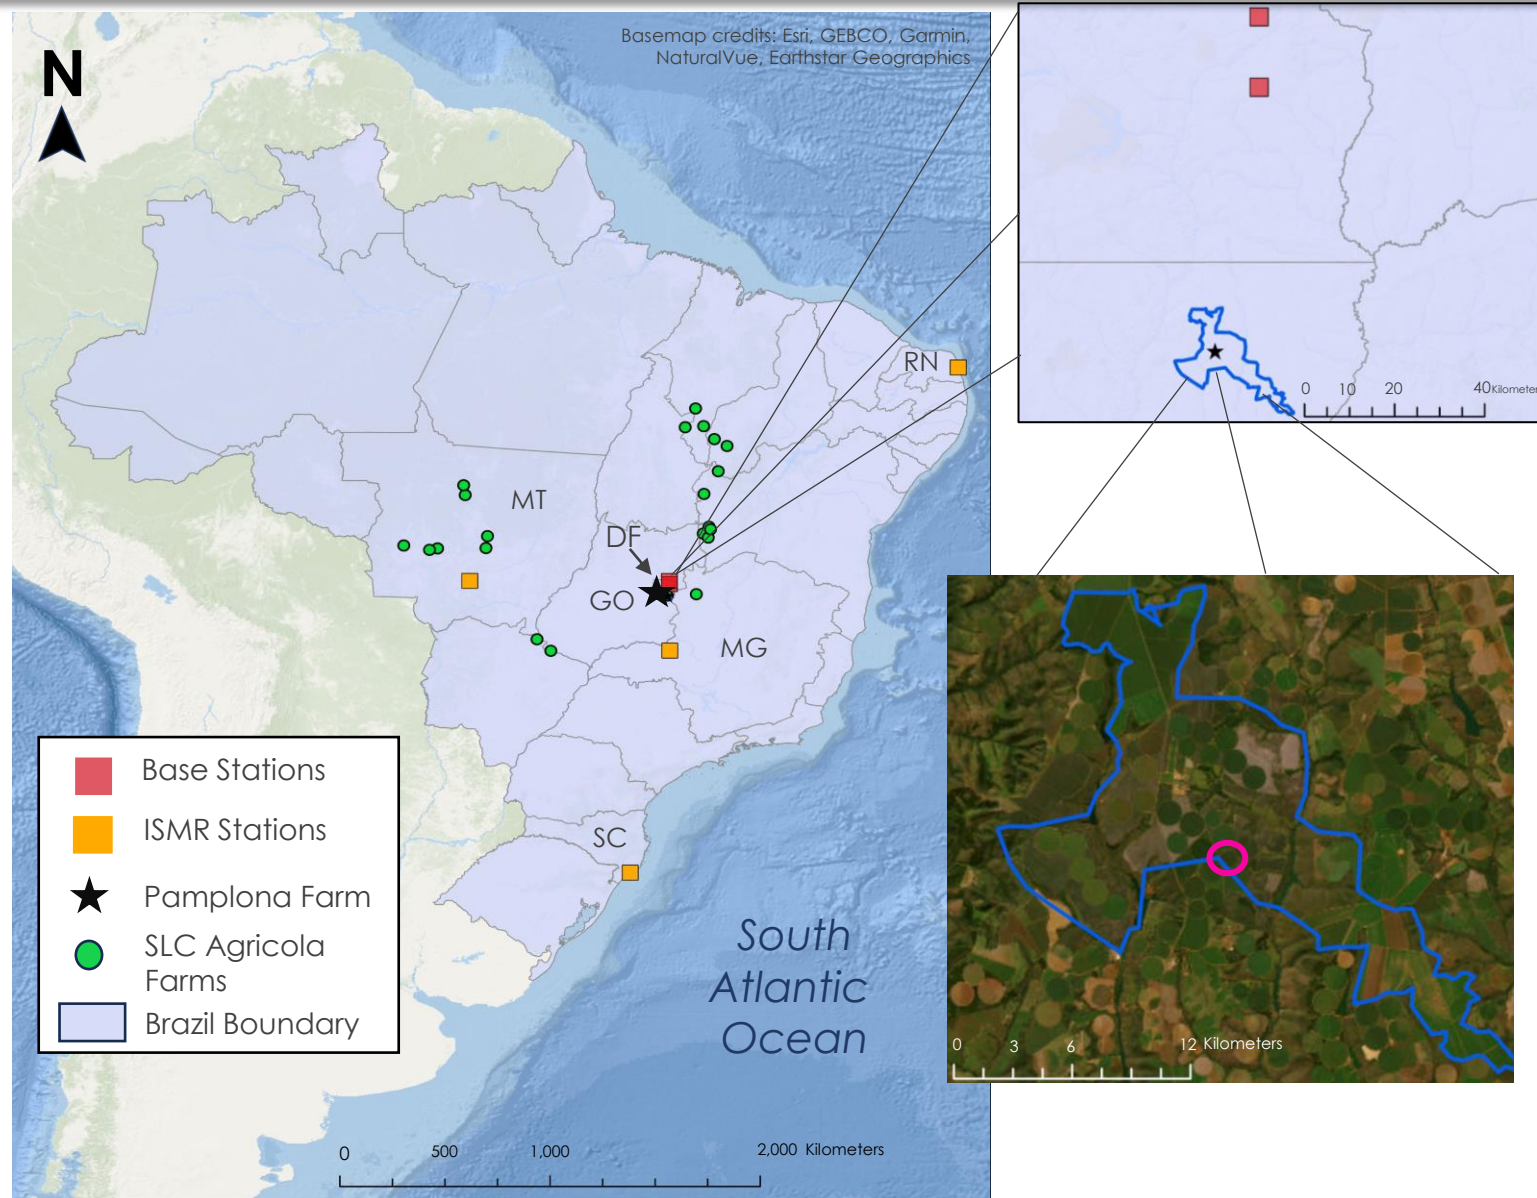 Basemap credits: Esri, GEBCO, Garmin,
NaturalVue, Earthstar Geographics
N
RN
MT
DF
GO
MG
SC
South
Atlantic
Ocean
Base Stations
ISMR Stations
Pamplona Farm
SLC Agricola
Farms
Brazil Boundary
0 500 1,000 2,000 Kilometers
0 10 20 40 Kilometer
0 3 6 12 Kilometers